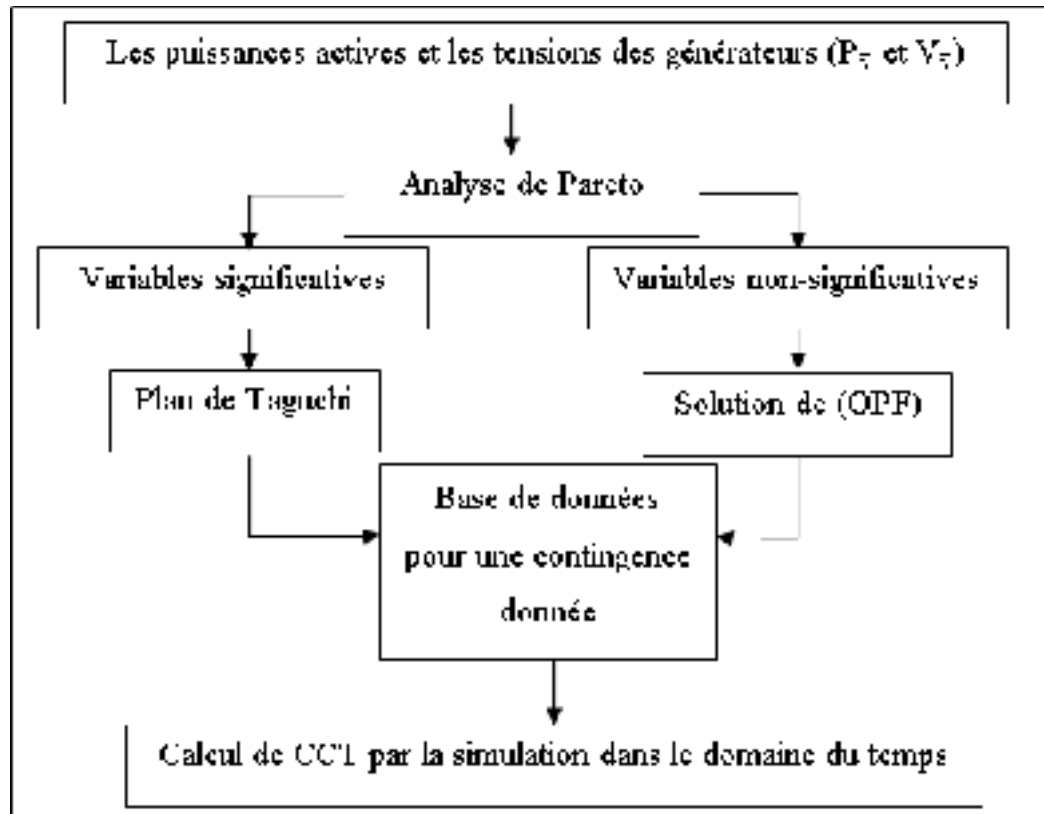 Les puissances actives et les tensions des générateurs (P et V)
Analyse de Pareto
Variables significatives
Variables non-significatives
Plan de Taguchi
Solution de (OPF)
Base de données
pour une contingence
donnée
Calcul de CCT par la simulation dans le domaine du temps